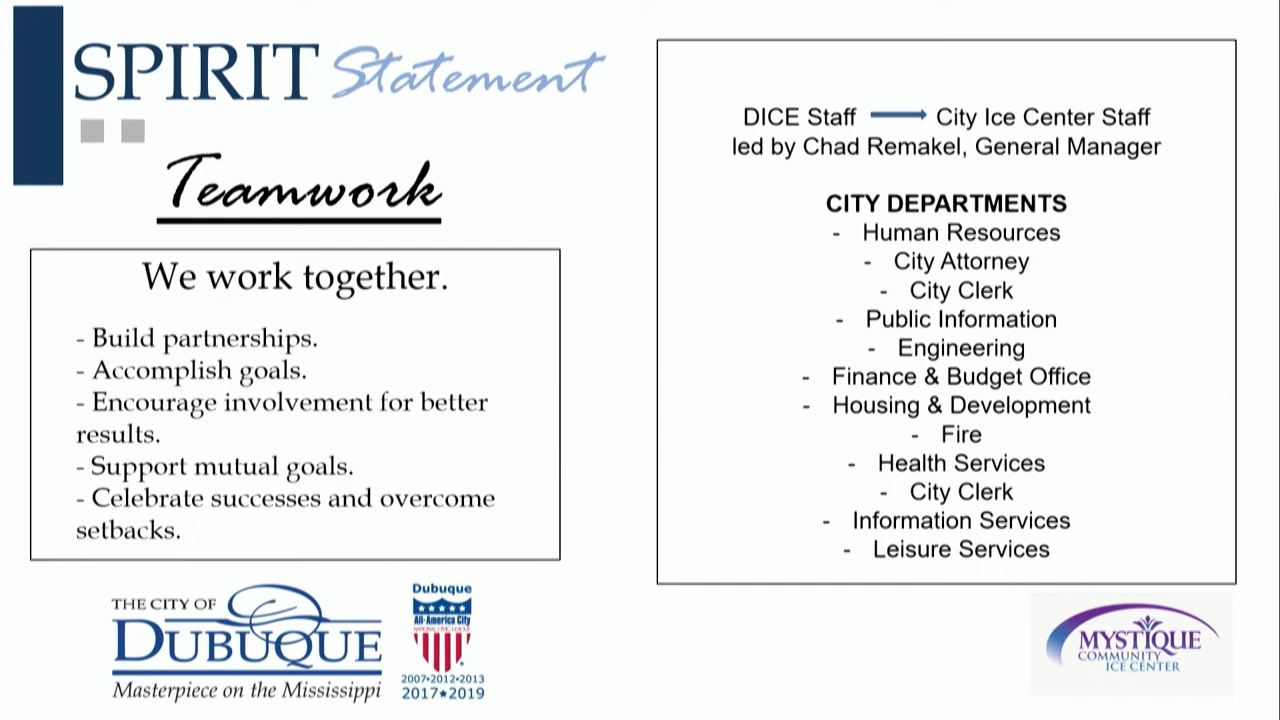 SPIRIT Statement
Teamwork
We work together.
- Build partnerships.
- Accomplish goals.
- Encourage involvement for better
results.
- Support mutual goals.
- Celebrate successes and overcome
setbacks.
THE CITY OF
DUBUQUE
Masterpiece on the Mississippi
Dubuque
All-America City
NATIONAL CIVIC LEAGUE
2007•2012•2013
2017★2019
DICE Staff → City Ice Center Staff
led by Chad Remakel, General Manager
CITY DEPARTMENTS
- Human Resources
- City Attorney
- City Clerk
- Public Information
- Engineering
- Finance & Budget Office
- Housing & Development
- Fire
- Health Services
- City Clerk
- Information Services
- Leisure Services
MYSTIQUE
COMMUNITY
ICE CENTER